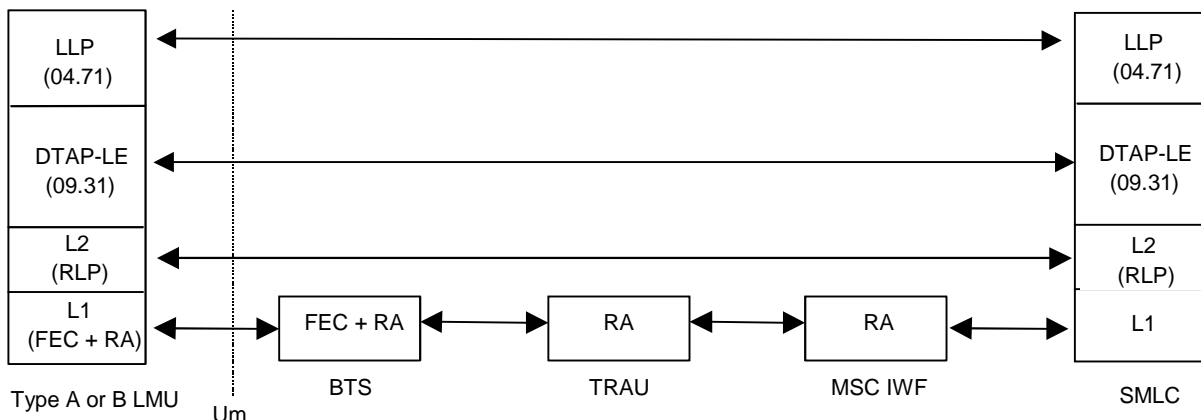 LLP
(04.71)
LLP
(04.71)
DTAP-LE
(09.31)
DTAP-LE
(09.31)
L2
(RLP)
L2
(RLP)
L1
(FEC + RA)
FEC + RA
RA
RA
L1
Type A or B LMU
Um
BTS
TRAU
MSC IWF
SMLC